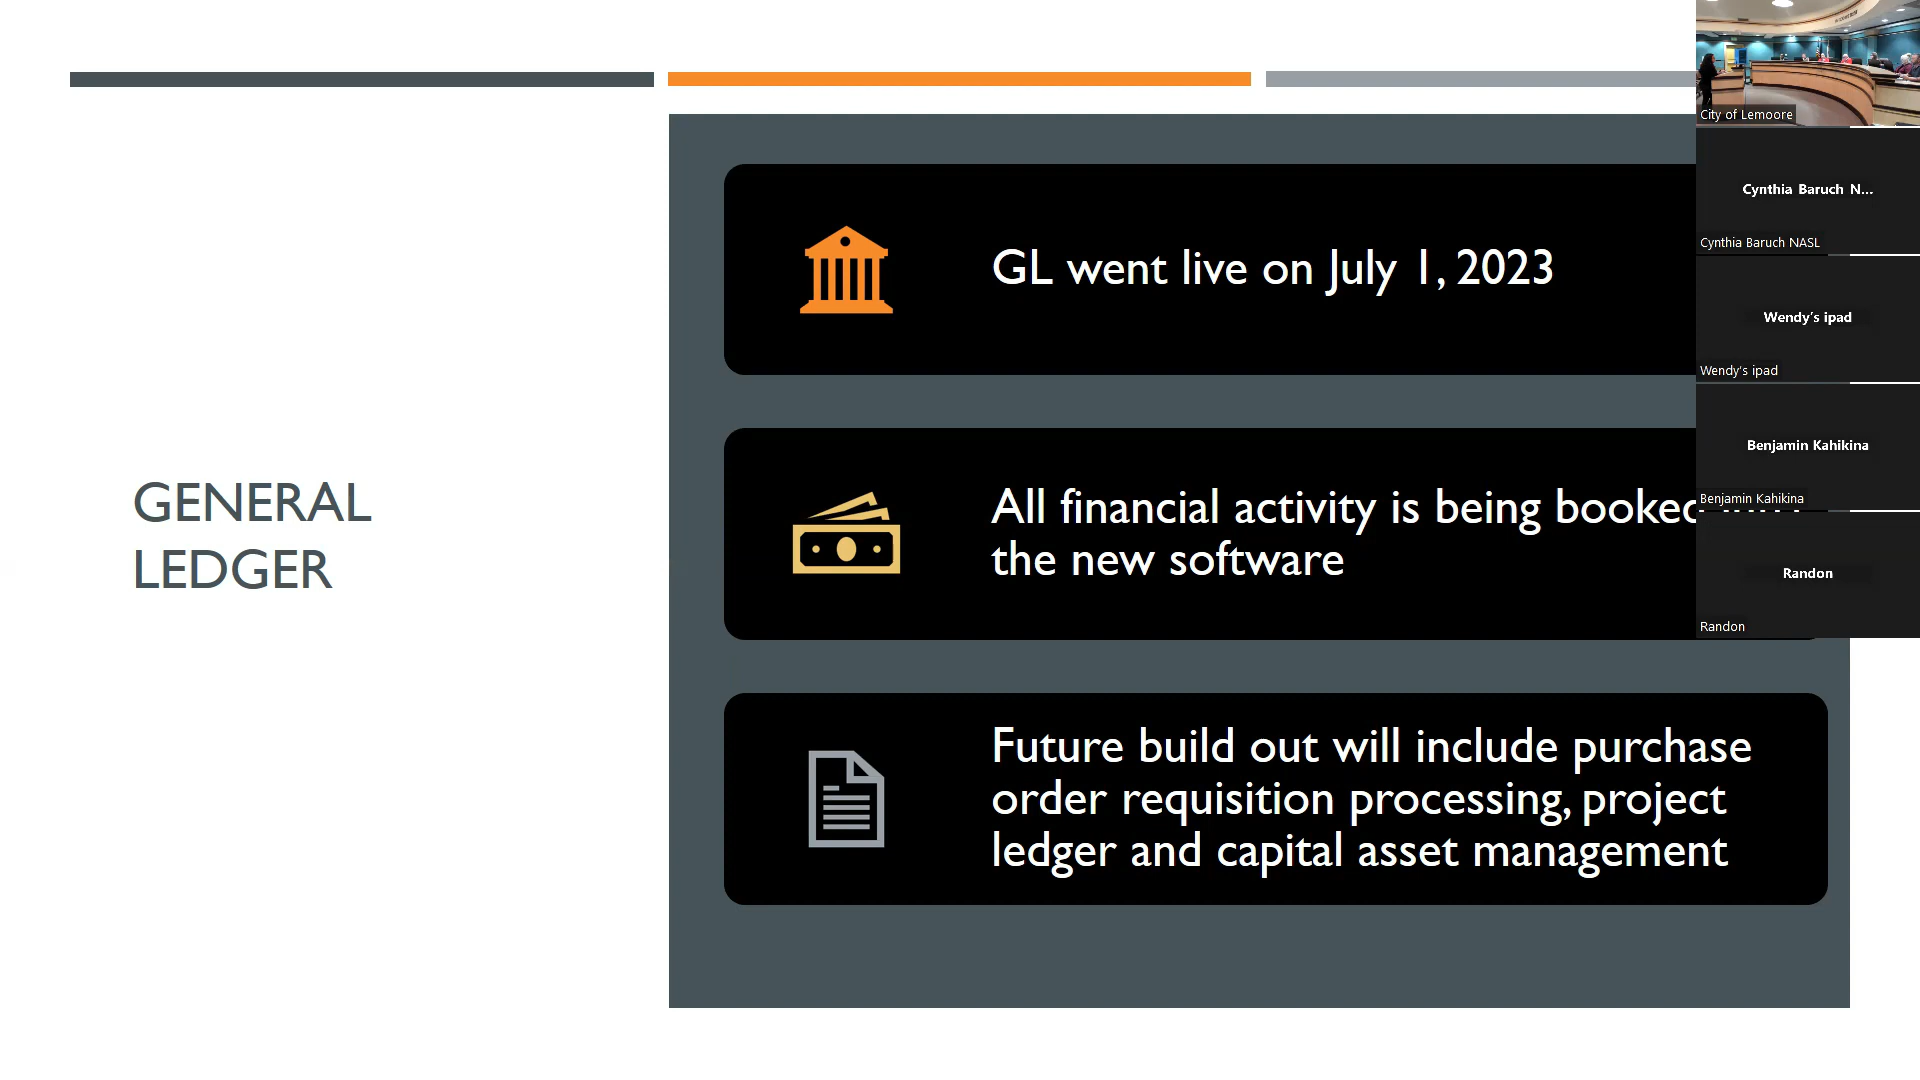 GENERAL
LEDGER
GL went live on July 1, 2023
All financial activity is being booked
the new software
Future build out will include purchase
order requisition processing, project
ledger and capital asset management
City of Lemoore
Cynthia Baruch N...
Cynthia Baruch NASL
Wendy's ipad
Wendy's ipad
Benjamin Kahikina
Benjamin Kahikina
Randon
Randon